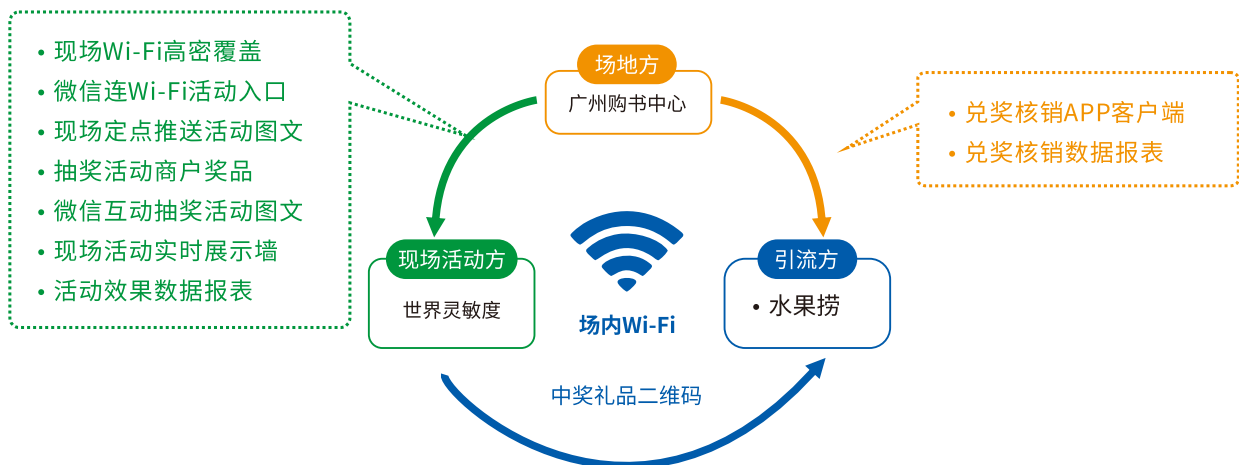 • 现场Wi-Fi高密覆盖
• 微信连Wi-Fi活动入口
• 现场定点推送活动图文
• 抽奖活动商户奖品
• 微信互动抽奖活动图文
• 现场活动实时展示墙
• 活动效果数据报表
场地方
广州购书中心
• 兑奖核销APP客户端
• 兑奖核销数据报表
现场活动方
世界灵敏度
场内Wi-Fi
引流方
• 水果捞
中奖礼品二维码